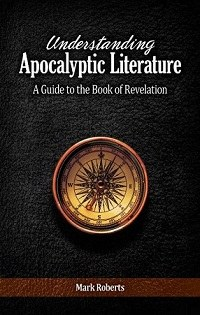 Understanding
Apocalyptic Literature
A Guide to the Book of Revelation
Mark Roberts